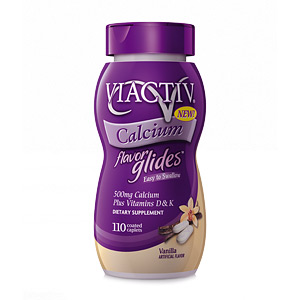 VIACTIV
NEW!
Calcium
flavor
glides™
Easy to Swallow
500mg Calcium
Plus Vitamins D & K
DIETARY SUPPLEMENT
110 coated
caplets
Vanilla
ARTIFICIAL FLAVOR